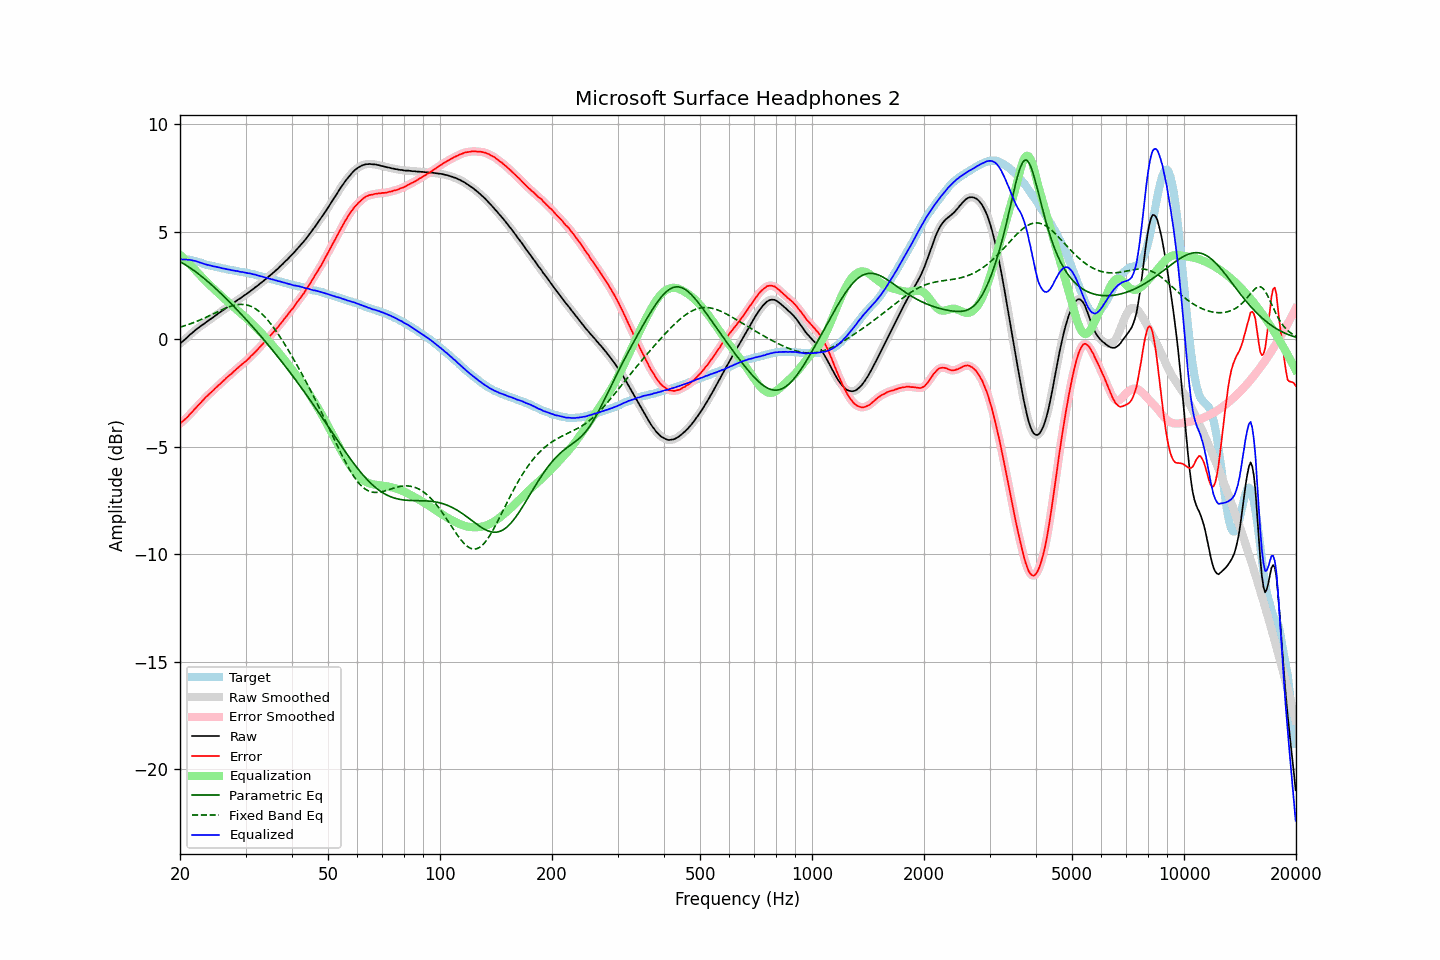 Microsoft Surface Headphones 2
10
5
0
−5
−10
−15
−20
Amplitude (dBr)
Target
Raw Smoothed
Error Smoothed
Raw
Error
Equalization
Parametric Eq
Fixed Band Eq
Equalized
20 50 100 200 500 1000 2000 5000 10000 20000
Frequency (Hz)